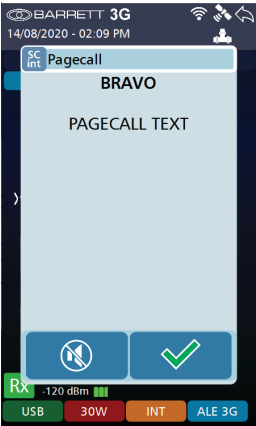 BARRETT 3G
14/08/2020 - 02:09 PM
SC int Pagecall
BRAVO
PAGECALL TEXT
Rx -120 dBm
USB 30W INT ALE 3G